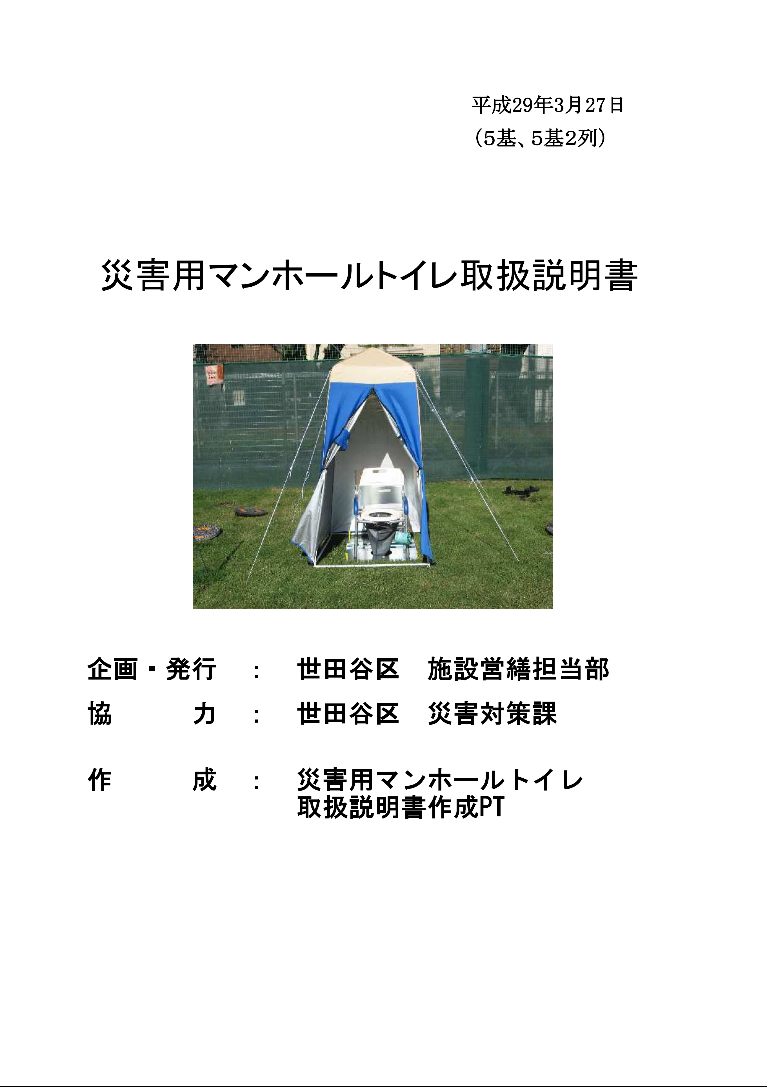 平成29年3月27日
（５基、５基２列）
災害用マンホールトイレ取扱説明書
企画・発行　：　世田谷区　施設営繕担当部
協　　　力　：　世田谷区　災害対策課
作　　　成　：　災害用マンホールトイレ
取扱説明書作成PT